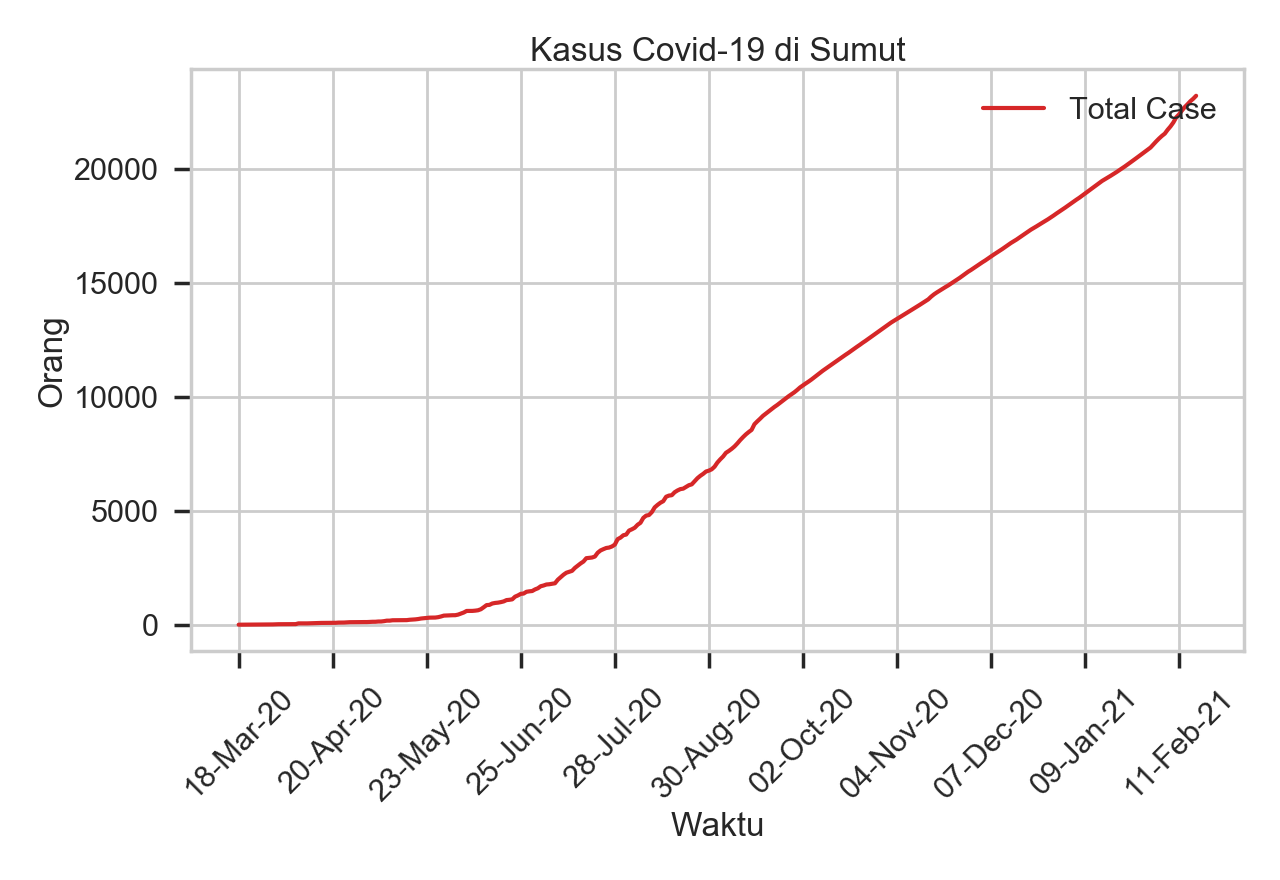 Kasus Covid-19 di Sumut
Total Case
20000
15000
10000
5000
0
Orang
18-Mar-20
20-Apr-20
23-May-20
25-Jun-20
28-Jul-20
30-Aug-20
02-Oct-20
04-Nov-20
07-Dec-20
09-Jan-21
11-Feb-21
Waktu